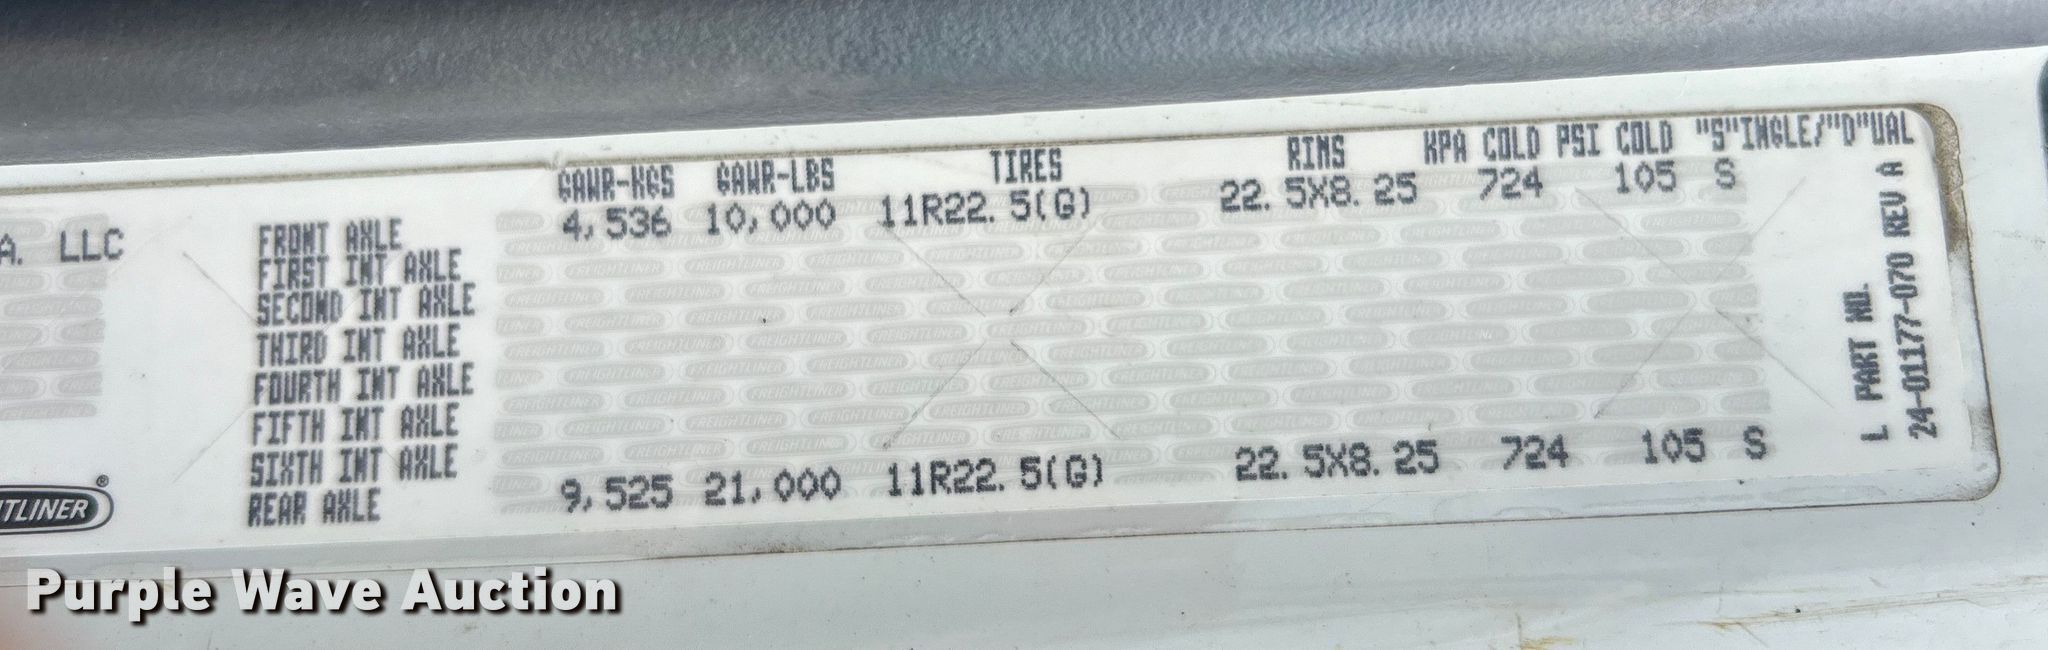 GAWR-KGS GAWR-LBS TIRES RIMS KPA COLD PSI COLD "S"INGLE/"D"UAL
FRONT AXLE 4,536 10,000 11R22.5(G) 22.5X8.25 724 105 S
A. LLC
FIRST INT AXLE
SECOND INT AXLE
THIRD INT AXLE
FOURTH INT AXLE
FIFTH INT AXLE
SIXTH INT AXLE
REAR AXLE 9,525 21,000 11R22.5(G) 22.5X8.25 724 105 S
L PART NO.
24-01177-070 REV A
HTLINER®
Purple Wave Auction